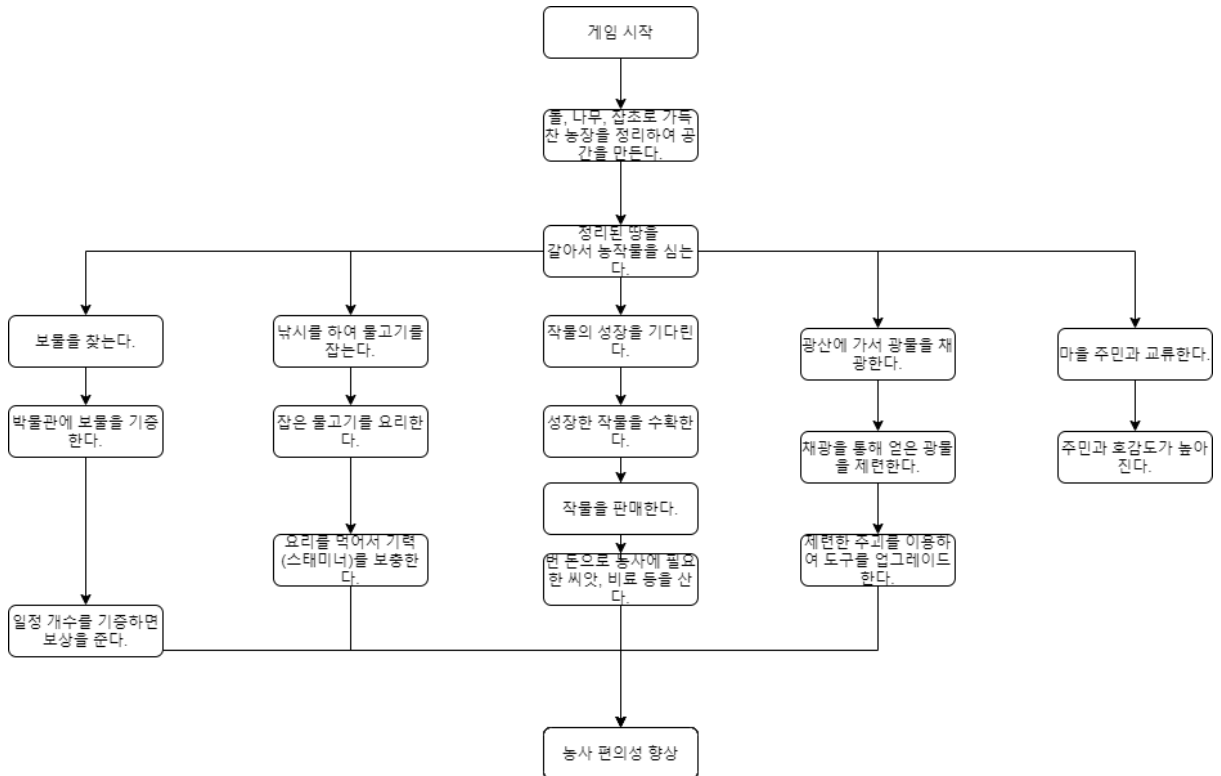 게임 시작
돌, 나무, 잡초로 가득
찬 농장을 정리하여 공
간을 만든다.
정리된 땅을
갈아서 농작물을 심는
다.
보물을 찾는다.
낚시를 하여 물고기를
잡는다.
작물의 성장을 기다린
다.
광산에 가서 광물을 채
광한다.
마을 주민과 교류한다.
박물관에 보물을 기증
한다.
잡은 물고기를 요리한
다.
성장한 작물을 수확한
다.
채광을 통해 얻은 광물
을 제련한다.
주민과 호감도가 높아
진다.
작물을 판매한다.
요리를 먹어서 기력
(스태미너)를 보충한
다.
번 돈으로 농사에 필요
한 씨앗, 비료 등을 산
다.
제련한 주괴를 이용하
여 도구를 업그레이드
한다.
일정 개수를 기증하면
보상을 준다.
농사 편의성 향상